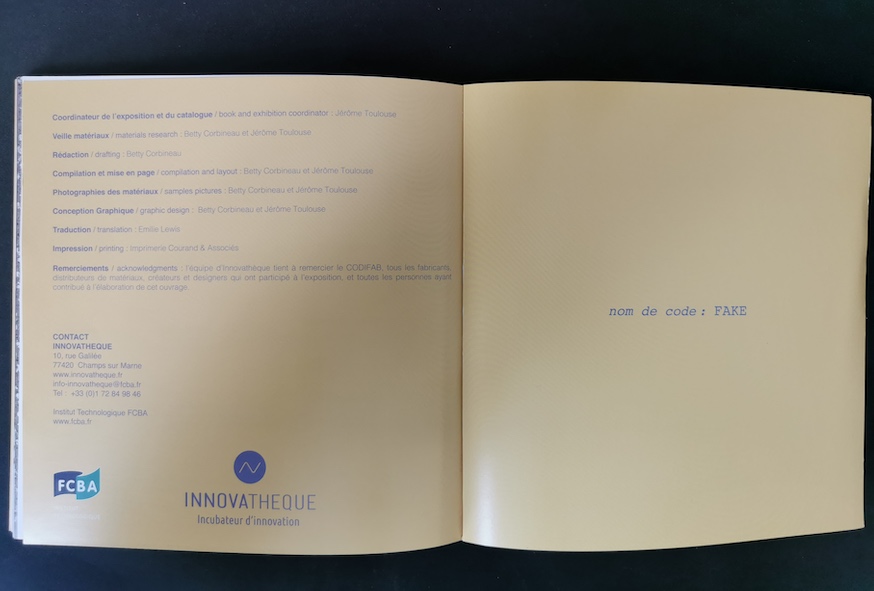 Coordinateur de l'exposition et du catalogue / book and exhibition coordinator : Jérôme Toulouse
Veille matériaux / materials research : Betty Corbineau et Jérôme Toulouse
Rédaction / drafting : Betty Corbineau
Compilation et mise en page / compilation and layout : Betty Corbineau et Jérôme Toulouse
Photographies des matériaux / samples pictures : Betty Corbineau et Jérôme Toulouse
Conception Graphique / graphic design : Betty Corbineau et Jérôme Toulouse
Traduction / translation : Emilie Lewis
Impression / printing : Imprimerie Courand & Associés
Remerciements / acknowledgments : l'équipe d'Innovathèque tient à remercier le CODIFAB, tous les fabricants,
distributeurs de matériaux, créateurs et designers qui ont participé à l'exposition, et toutes les personnes ayant
contribué à l'élaboration de cet ouvrage.
CONTACT
INNOVATHEQUE
10, rue Galilée
77420 Champs sur Marne
www.innovatheque.fr
info-innovatheque@fcba.fr
Tel : +33 (0)1 72 84 98 46
Institut Technologique FCBA
www.fcba.fr
FCBA
INNOVATHEQUE
Incubateur d'innovation
nom de code : FAKE